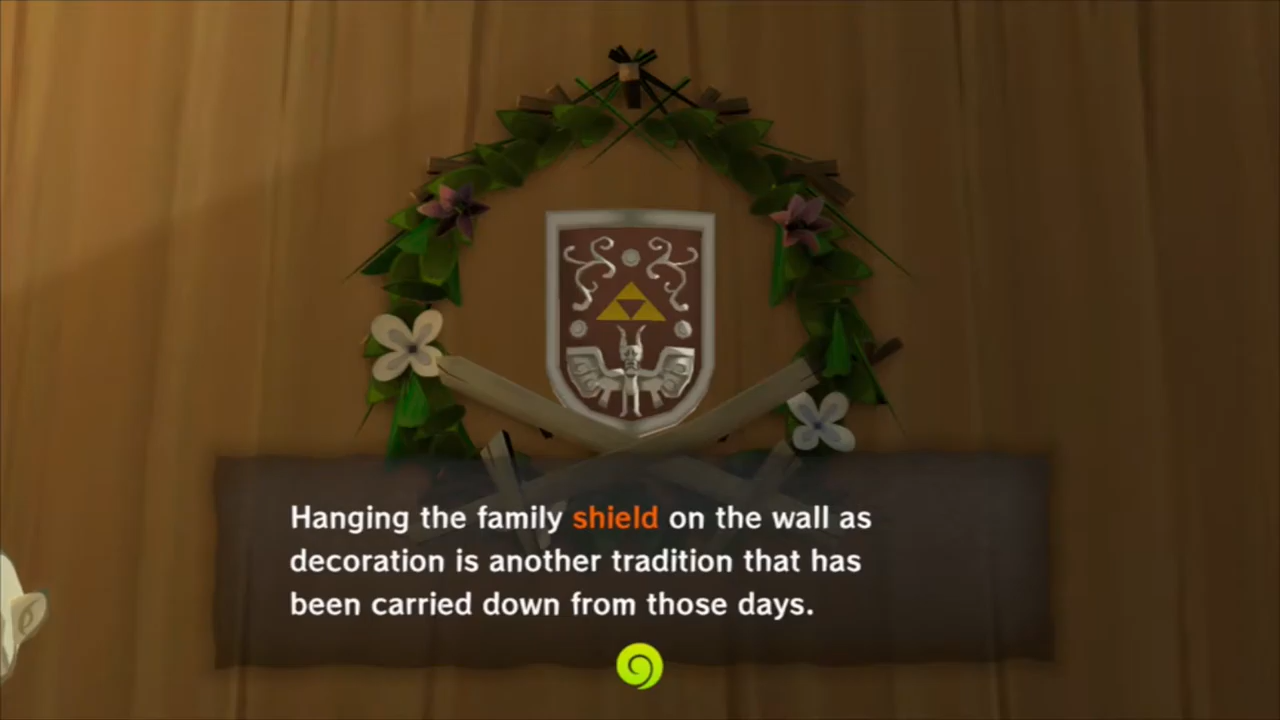 Hanging the family shield on the wall as
decoration is another tradition that has
been carried down from those days.